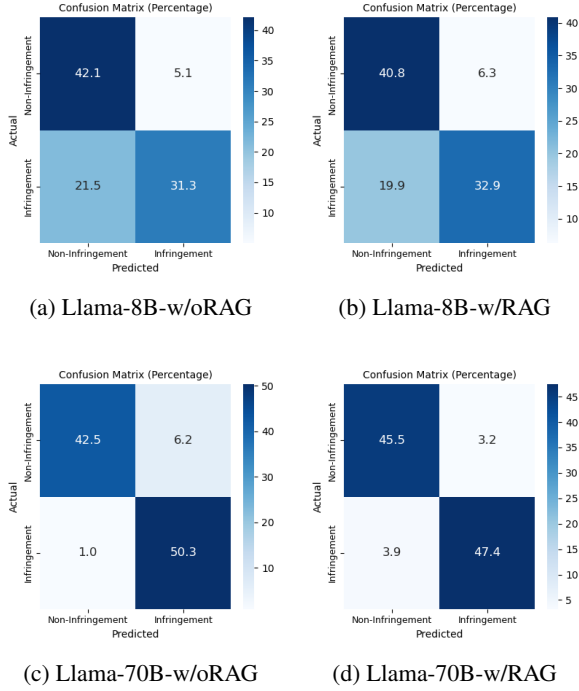 Confusion Matrix (Percentage)
Actual
Non-Infringement
Infringement
42.1 5.1
21.5 31.3
40
35
30
25
20
15
10
Non-Infringement Infringement
Predicted
(a) Llama-8B-w/oRAG
Confusion Matrix (Percentage)
Actual
Non-Infringement
Infringement
40.8 6.3
19.9 32.9
40
35
30
25
20
15
10
Non-Infringement Infringement
Predicted
(b) Llama-8B-w/RAG
Confusion Matrix (Percentage)
Actual
Non-Infringement
Infringement
42.5 6.2
1.0 50.3
50
40
30
20
10
Non-Infringement Infringement
Predicted
(c) Llama-70B-w/oRAG
Confusion Matrix (Percentage)
Actual
Non-Infringement
Infringement
45.5 3.2
3.9 47.4
45
40
35
30
25
20
15
10
5
Non-Infringement Infringement
Predicted
(d) Llama-70B-w/RAG